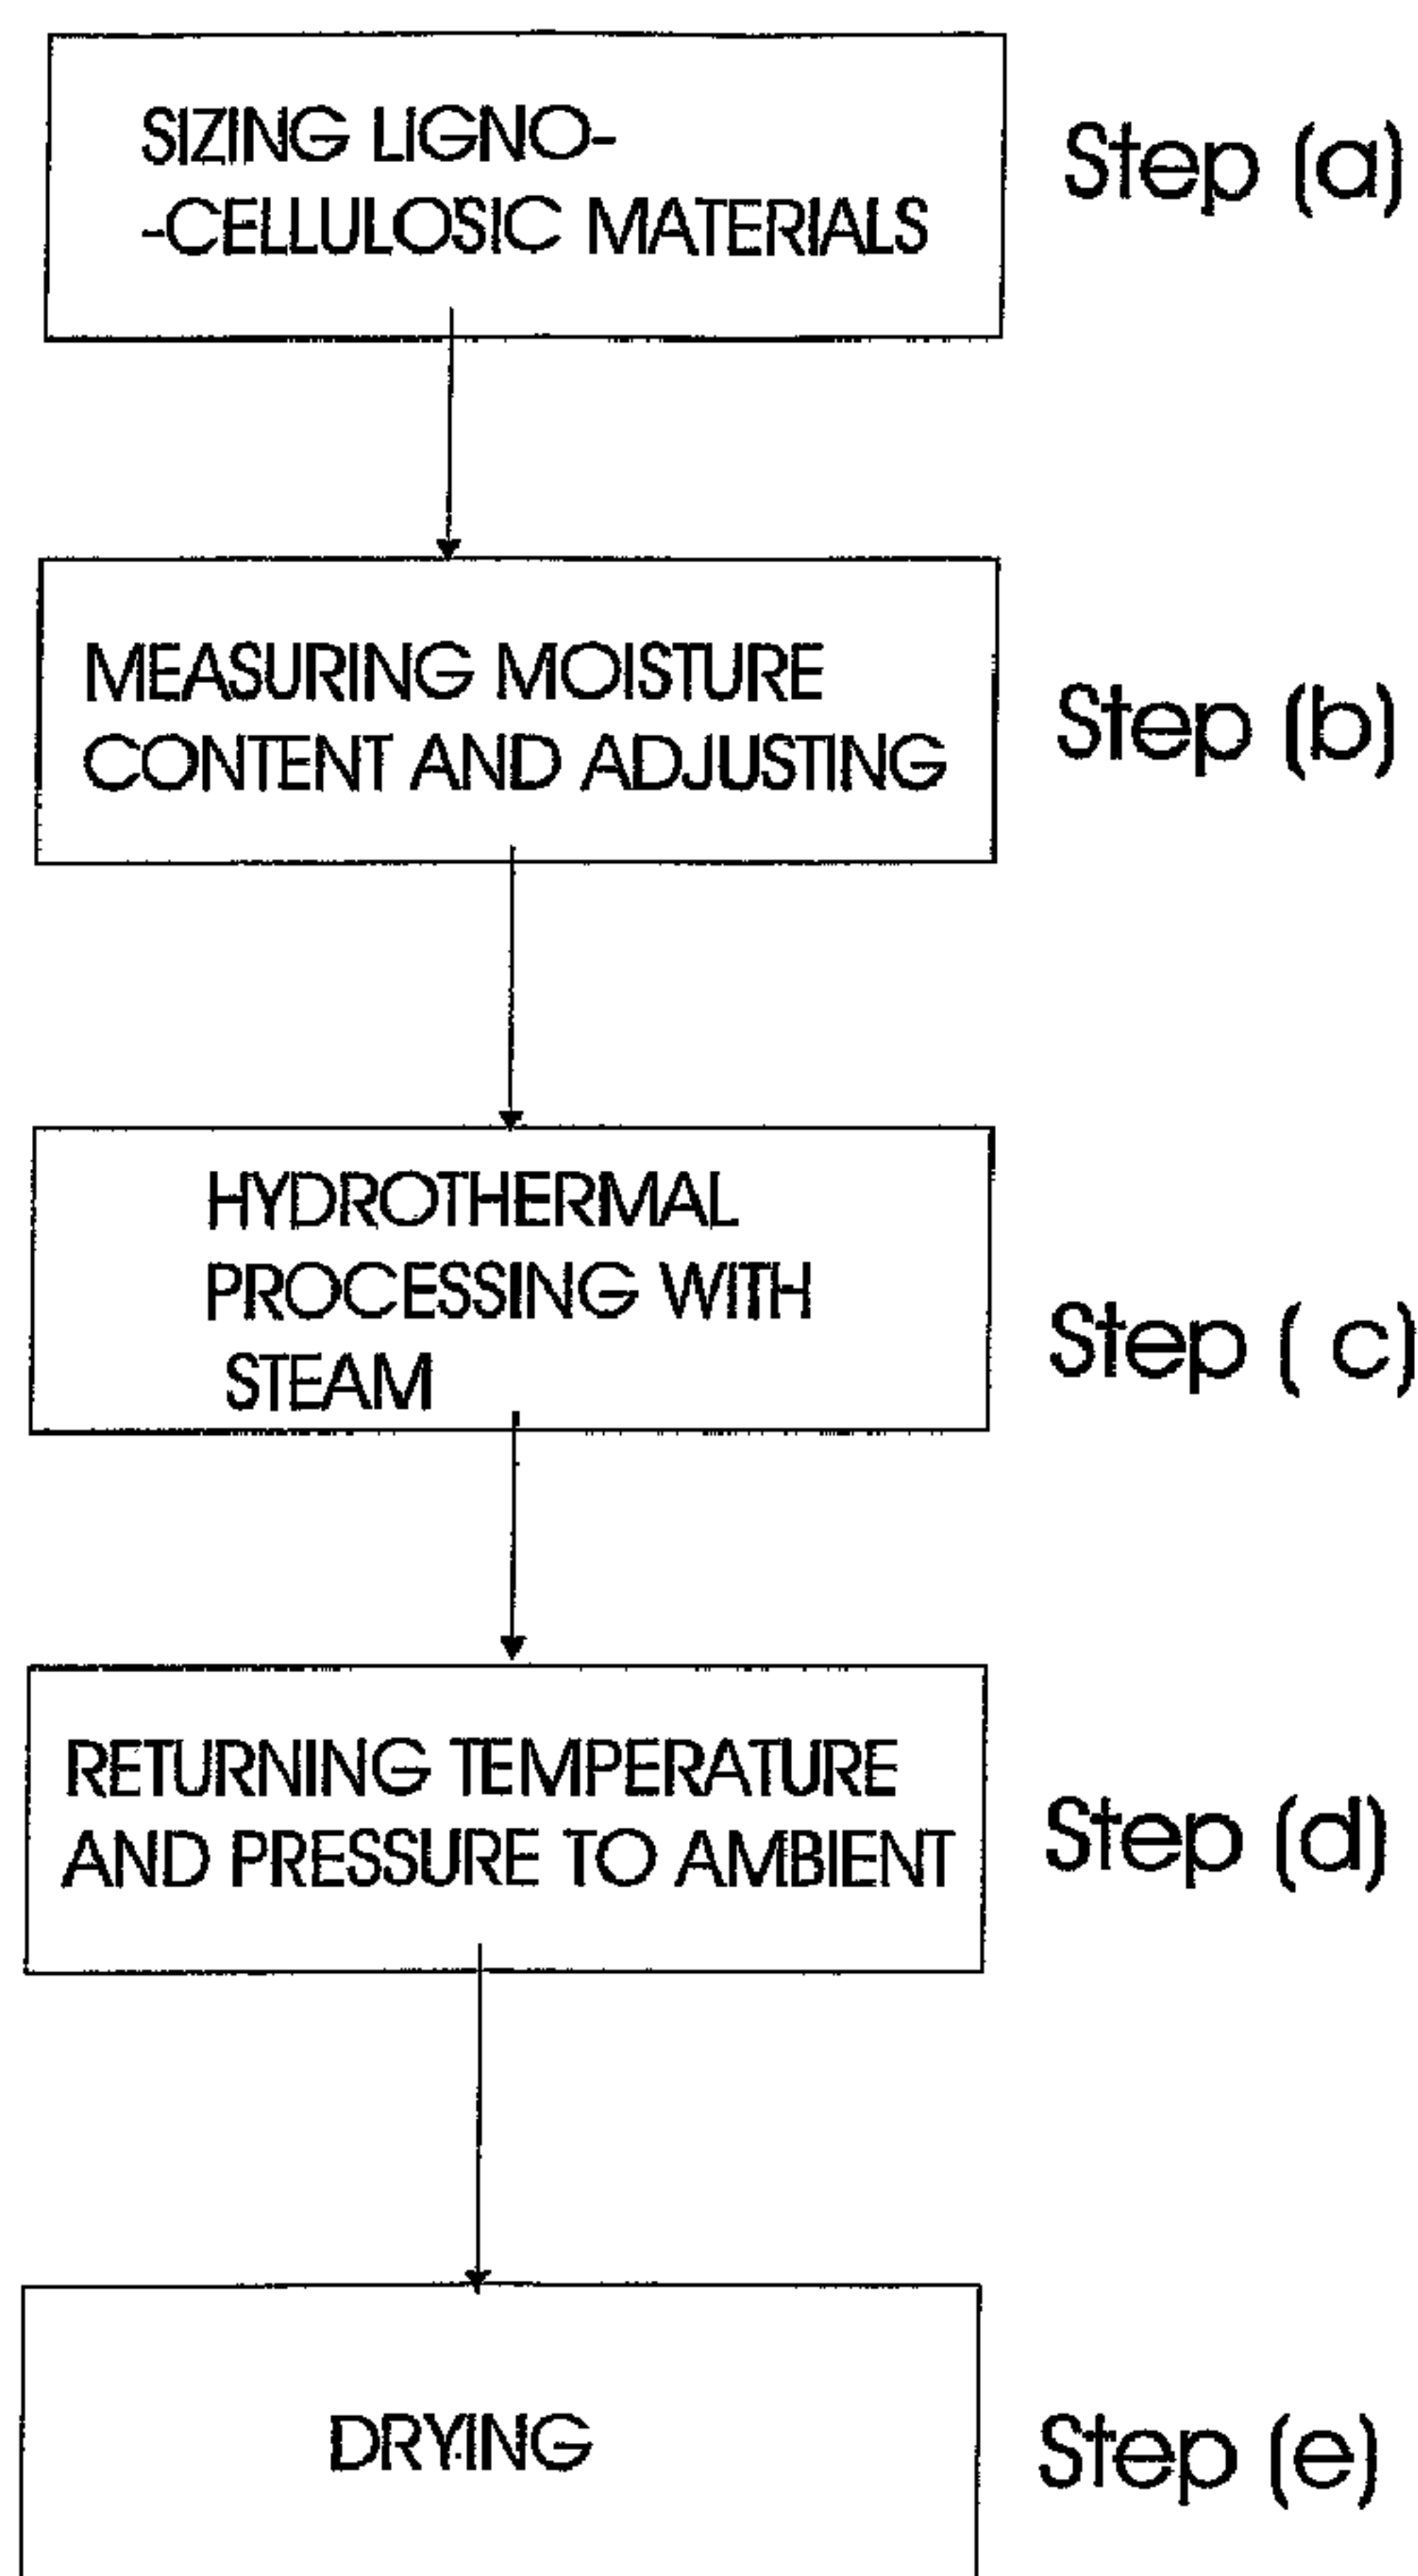 SIZING LIGNO-
-CELLULOSIC MATERIALS
Step (a)
MEASURING MOISTURE
CONTENT AND ADJUSTING
Step (b)
HYDROTHERMAL
PROCESSING WITH
STEAM
Step ( c)
RETURNING TEMPERATURE
AND PRESSURE TO AMBIENT
Step (d)
DRYING
Step (e)